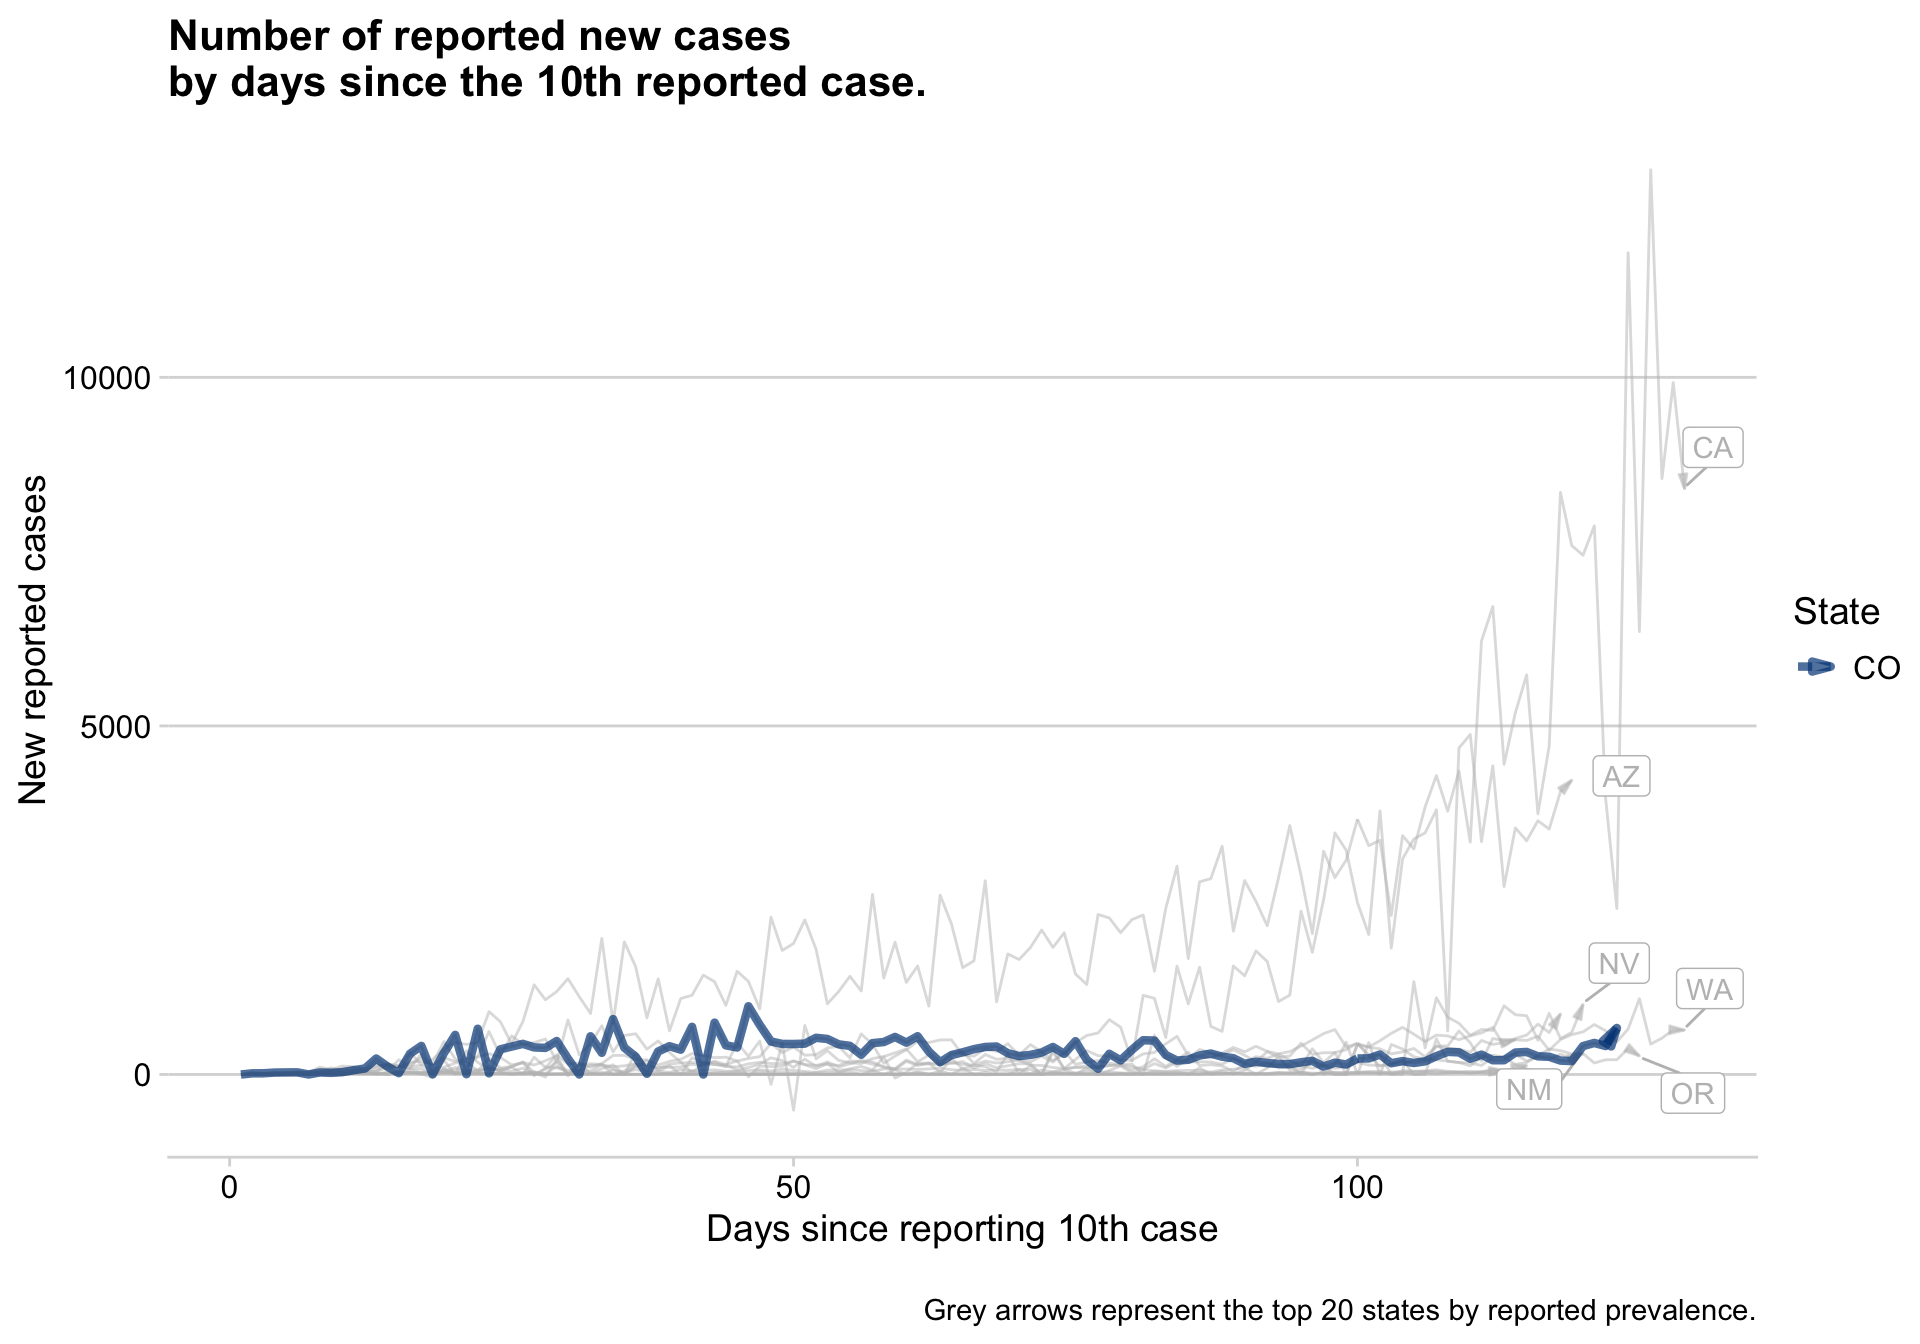 Number of reported new cases
by days since the 10th reported case.
10000
5000
0
New reported cases
CA
AZ
NV
WA
NM
OR
State
CO
0
50
100
Days since reporting 10th case
Grey arrows represent the top 20 states by reported prevalence.